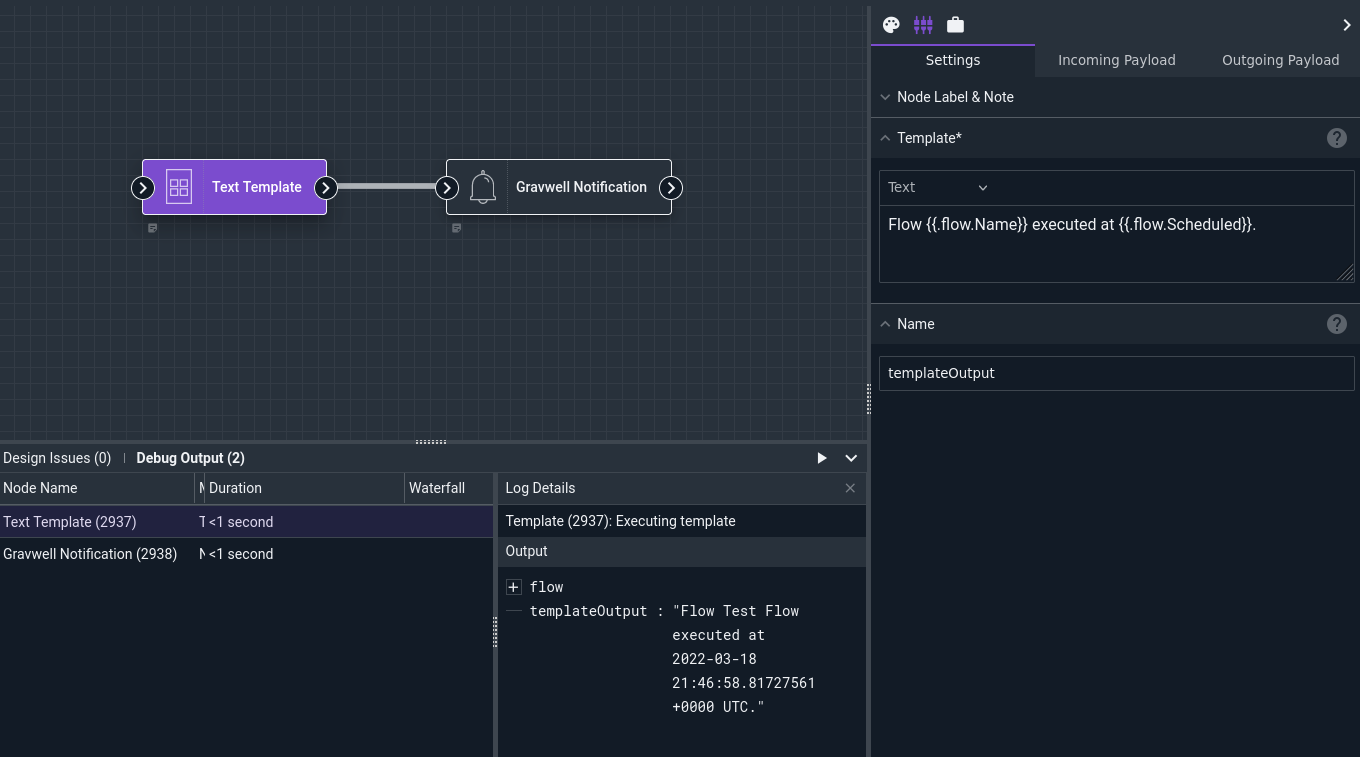 Text Template
Gravwell Notification
Settings
Incoming Payload
Outgoing Payload
Node Label & Note
Template*
?
Text
Flow {{.flow.Name}} executed at {{.flow.Scheduled}}.
Name
?
templateOutput
Design Issues (0)
Debug Output (2)
Node Name
Duration
Waterfall
Text Template (2937)
T
<1 second
Gravwell Notification (2938)
<1 second
Log Details
Template (2937): Executing template
Output
flow
templateOutput : "Flow Test Flow
executed at
2022-03-18
21:46:58.81727561
+0000 UTC."